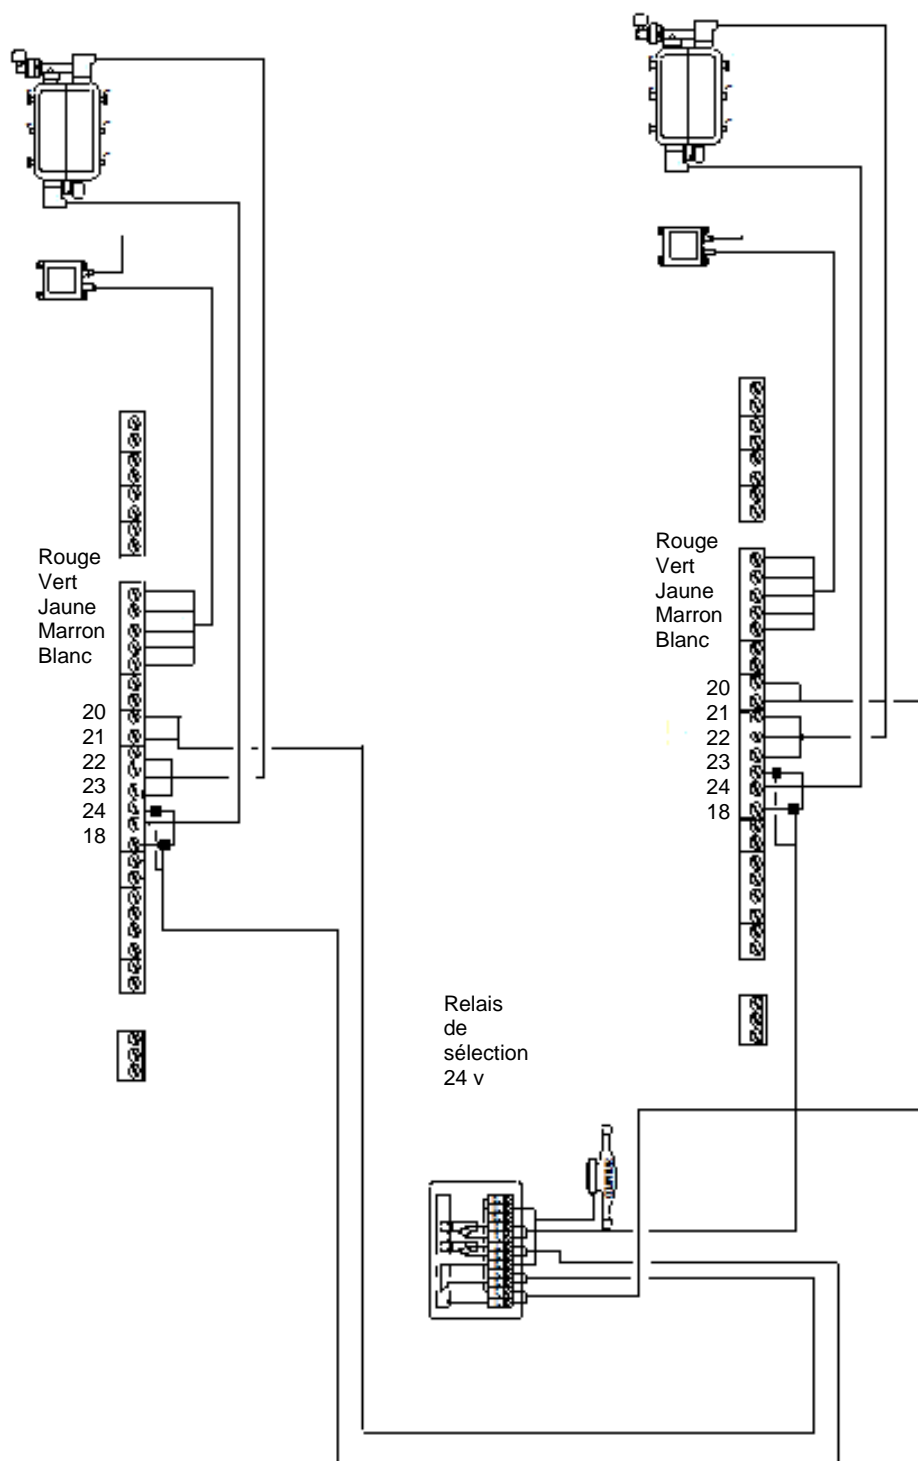 Rouge
Vert
Jaune
Marron
Blanc
20
21
22
23
24
18
Rouge
Vert
Jaune
Marron
Blanc
20
21
22
23
24
18
Relais
de
sélection
24 v